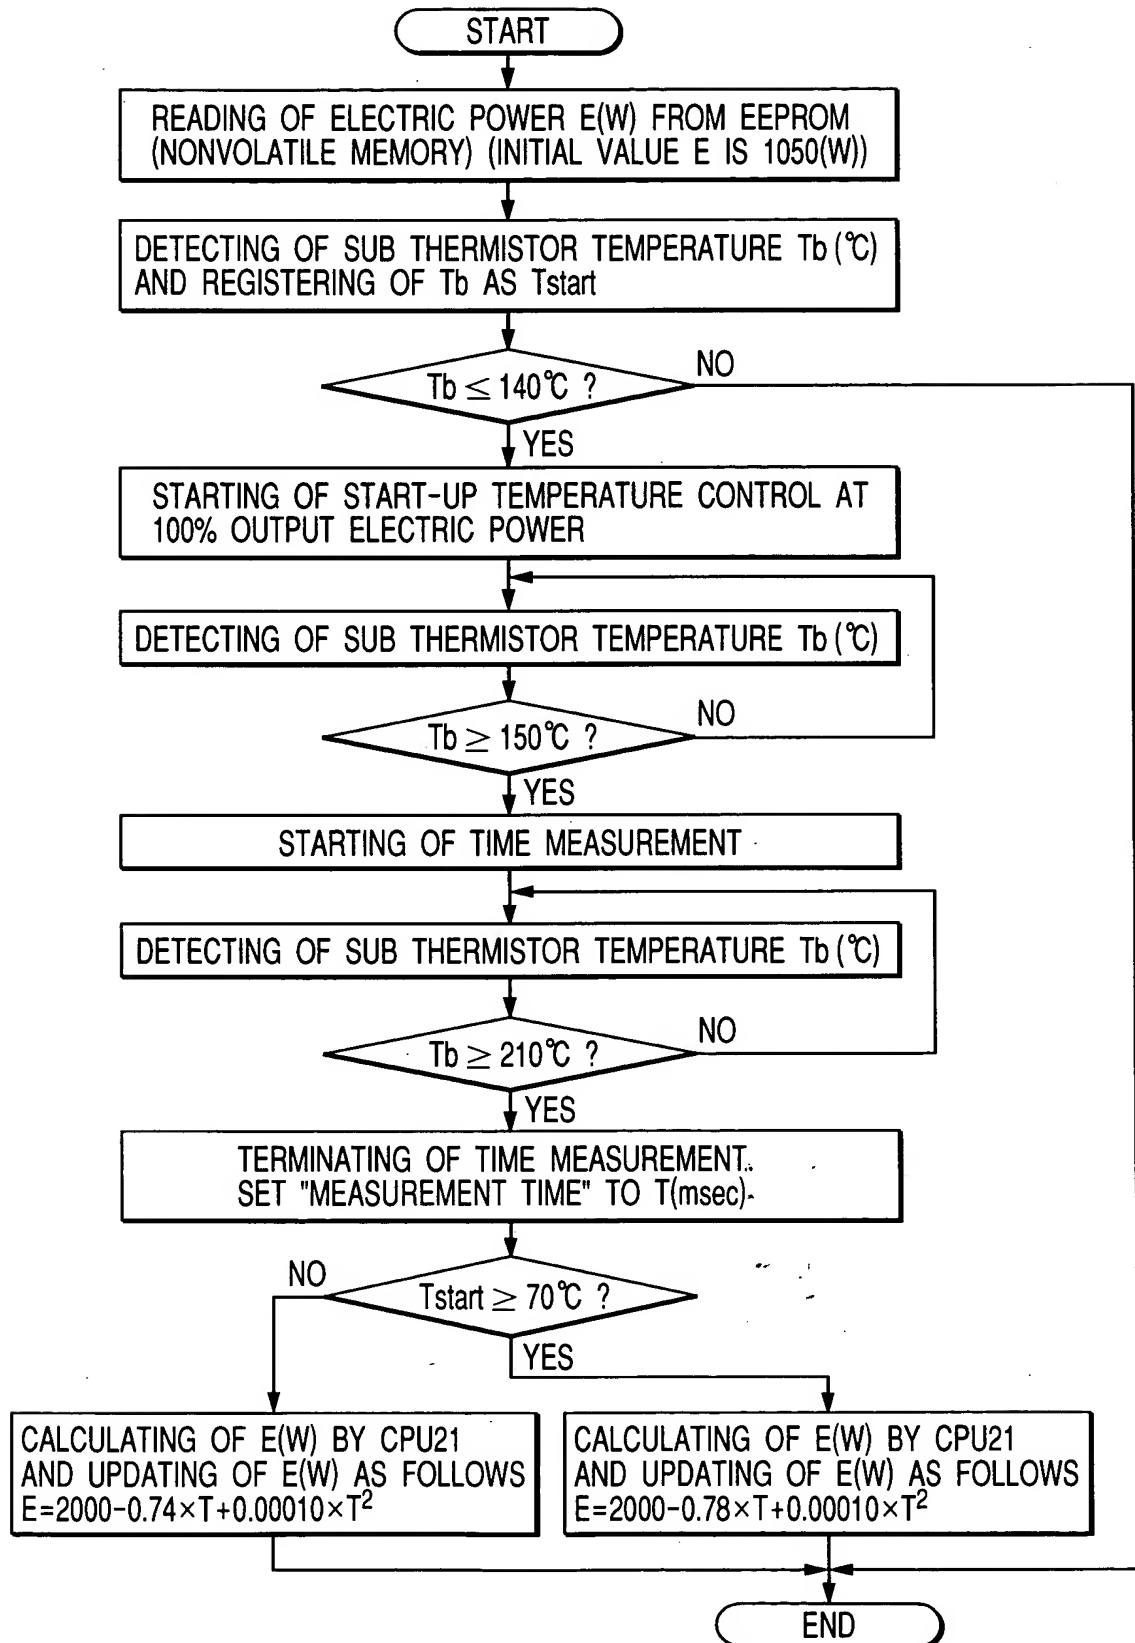 START
READING OF ELECTRIC POWER E(W) FROM EEPROM
(NONVOLATILE MEMORY) (INITIAL VALUE E IS 1050(W))
DETECTING OF SUB THERMISTOR TEMPERATURE Tb (°C)
AND REGISTERING OF Tb AS Tstart
Tb ≤ 140°C ?
NO
YES
STARTING OF START-UP TEMPERATURE CONTROL AT
100% OUTPUT ELECTRIC POWER
DETECTING OF SUB THERMISTOR TEMPERATURE Tb (°C)
Tb ≥ 150°C ?
NO
YES
STARTING OF TIME MEASUREMENT
DETECTING OF SUB THERMISTOR TEMPERATURE Tb (°C)
Tb ≥ 210°C ?
NO
YES
TERMINATING OF TIME MEASUREMENT.
SET "MEASUREMENT TIME" TO T(msec)
NO
Tstart ≥ 70°C ?
YES
CALCULATING OF E(W) BY CPU21
AND UPDATING OF E(W) AS FOLLOWS
E=2000-0.74×T+0.00010×T²
CALCULATING OF E(W) BY CPU21
AND UPDATING OF E(W) AS FOLLOWS
E=2000-0.78×T+0.00010×T²
END